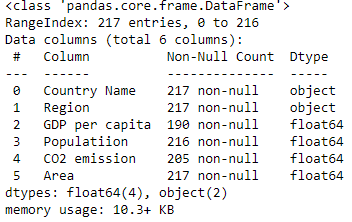 <class 'pandas.core.frame.DataFrame'>
RangeIndex: 217 entries, 0 to 216
Data columns (total 6 columns):
 #   Column          Non-Null Count  Dtype
---  ------          --------------  -----
 0   Country Name    217 non-null    object
 1   Region          217 non-null    object
 2   GDP per capita  190 non-null    float64
 3   Populatiion     216 non-null    float64
 4   CO2 emission    205 non-null    float64
 5   Area            217 non-null    float64
dtypes: float64(4), object(2)
memory usage: 10.3+ KB